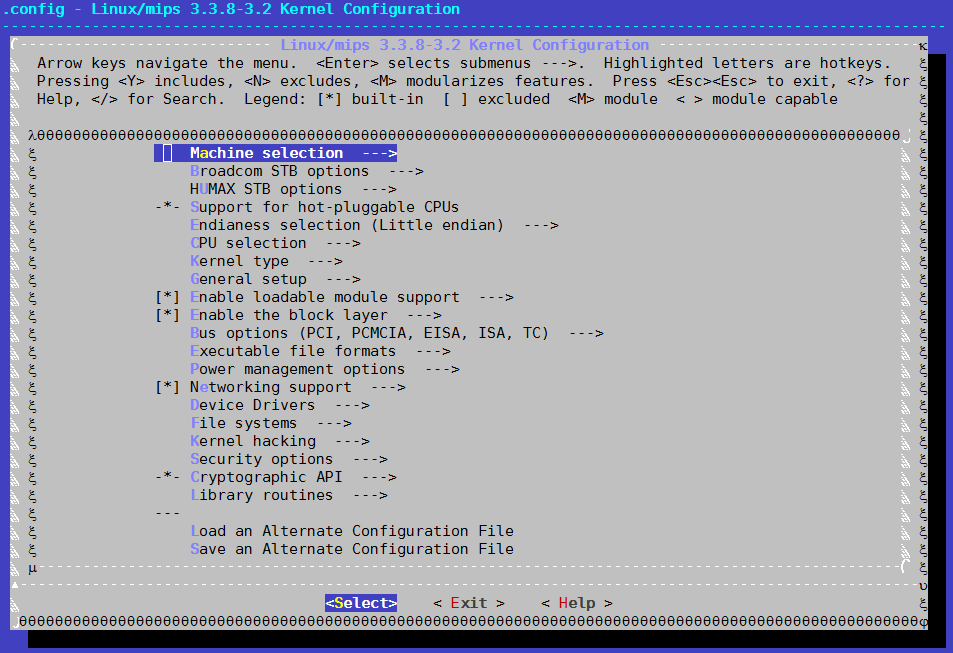 .config - Linux/mips 3.3.8-3.2 Kernel Configuration
Linux/mips 3.3.8-3.2 Kernel Configuration
Arrow keys navigate the menu.  <Enter> selects submenus --->.  Highlighted letters are hotkeys.
Pressing <Y> includes, <N> excludes, <M> modularizes features.  Press <Esc><Esc> to exit, <?> for
Help, </> for Search.  Legend: [*] built-in  [ ] excluded  <M> module  < > module capable
Machine selection  --->
Broadcom STB options  --->
HUMAX STB options  --->
-*- Support for hot-pluggable CPUs
Endianess selection (Little endian)  --->
CPU selection  --->
Kernel type  --->
General setup  --->
[*] Enable loadable module support  --->
[*] Enable the block layer  --->
Bus options (PCI, PCMCIA, EISA, ISA, TC)  --->
Executable file formats  --->
Power management options  --->
[*] Networking support  --->
Device Drivers  --->
File systems  --->
Kernel hacking  --->
Security options  --->
-*- Cryptographic API  --->
Library routines  --->
---
Load an Alternate Configuration File
Save an Alternate Configuration File
<Select>    < Exit >    < Help >